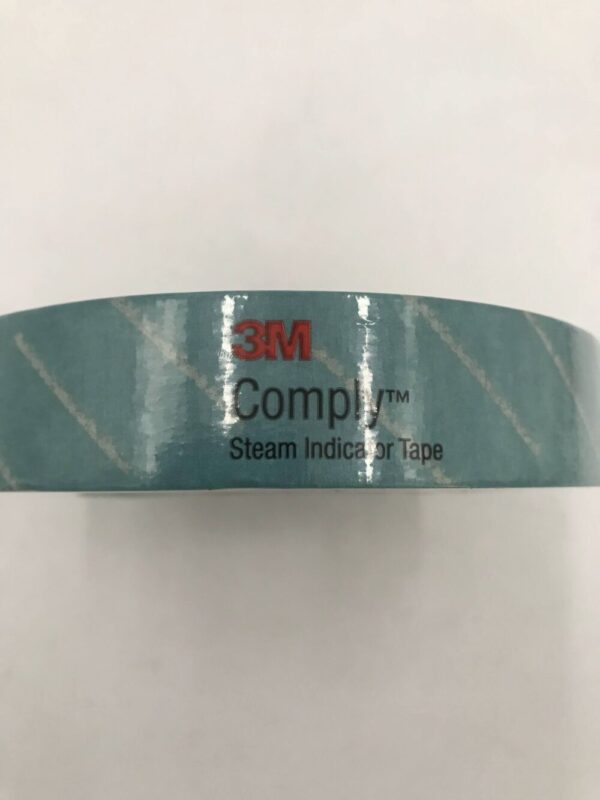 3M
Comply™
Steam Indicator Tape